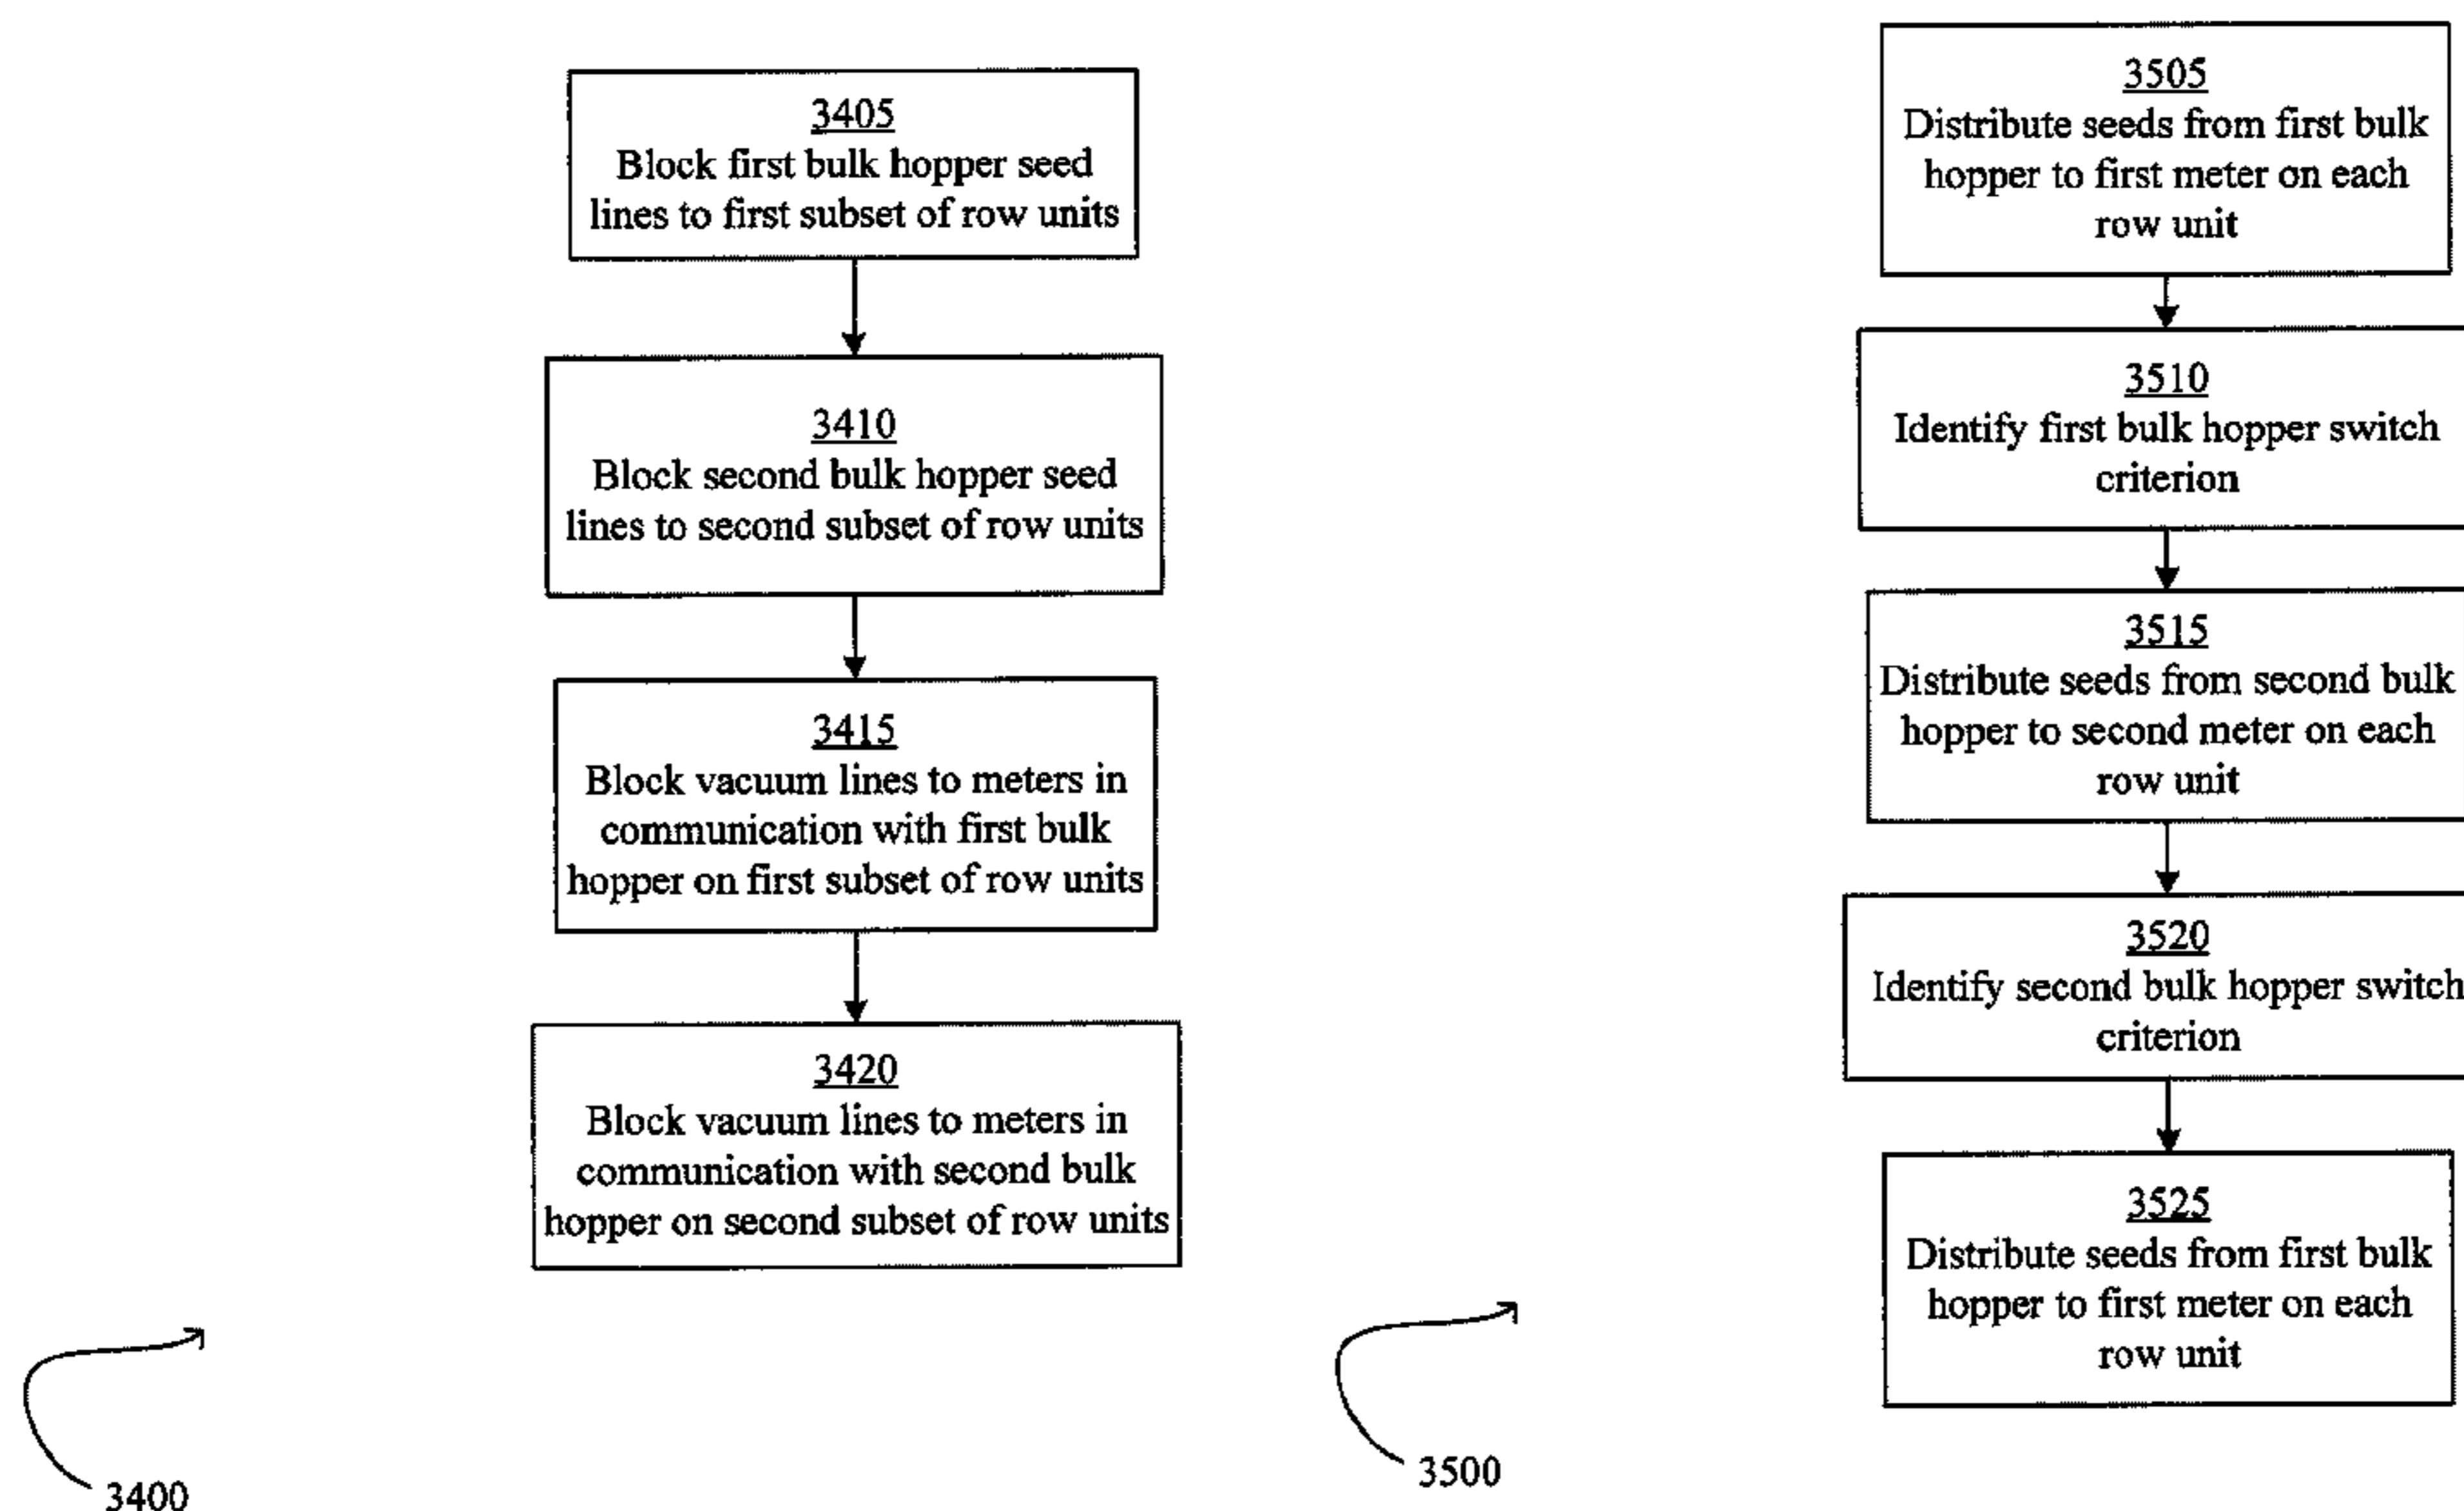 3405
Block first bulk hopper seed
lines to first subset of row units
3410
Block second bulk hopper seed
lines to second subset of row units
3415
Block vacuum lines to meters in
communication with first bulk
hopper on first subset of row units
3420
Block vacuum lines to meters in
communication with second bulk
hopper on second subset of row units
3400
3505
Distribute seeds from first bulk
hopper to first meter on each
row unit
3510
Identify first bulk hopper switch
criterion
3515
Distribute seeds from second bulk
hopper to second meter on each
row unit
3520
Identify second bulk hopper switch
criterion
3525
Distribute seeds from first bulk
hopper to first meter on each
row unit
3500